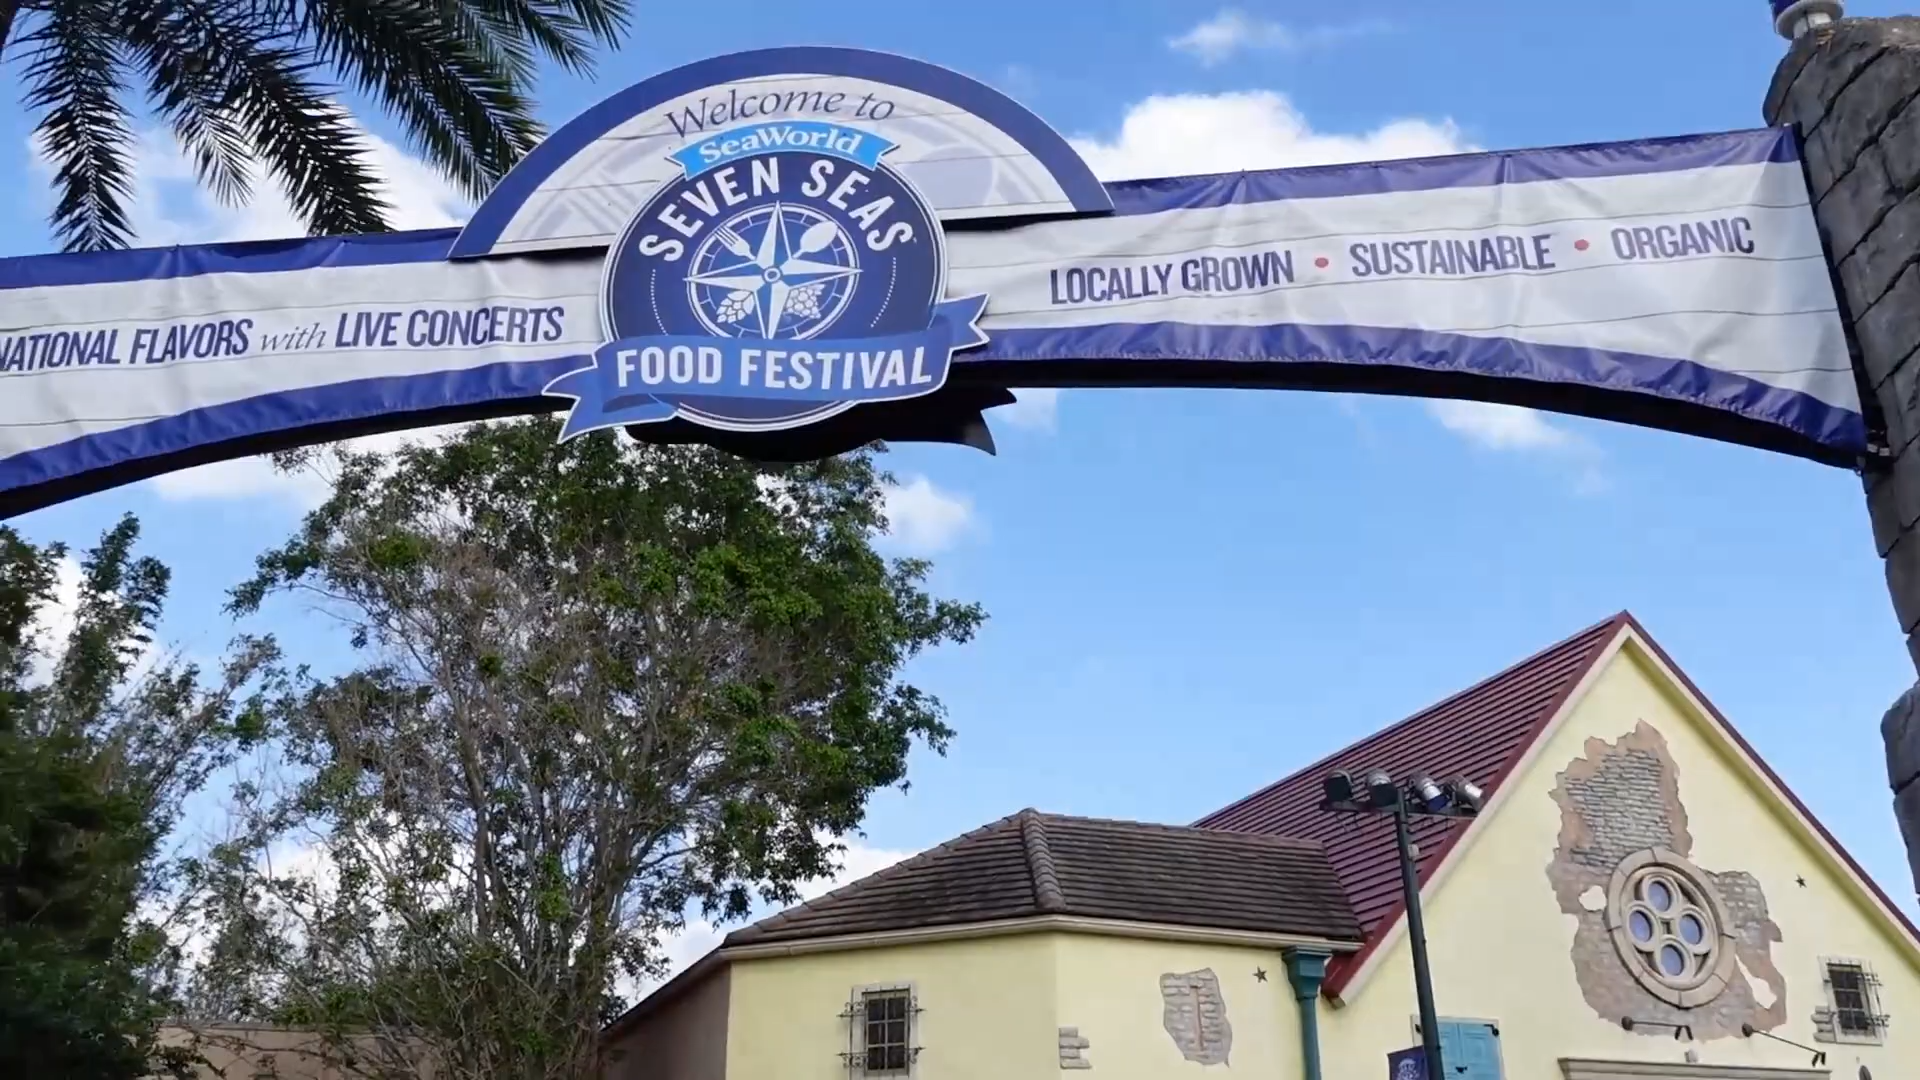 Welcome to
SeaWorld
SEVEN SEAS
FOOD FESTIVAL
NATIONAL FLAVORS with LIVE CONCERTS
LOCALLY GROWN • SUSTAINABLE • ORGANIC